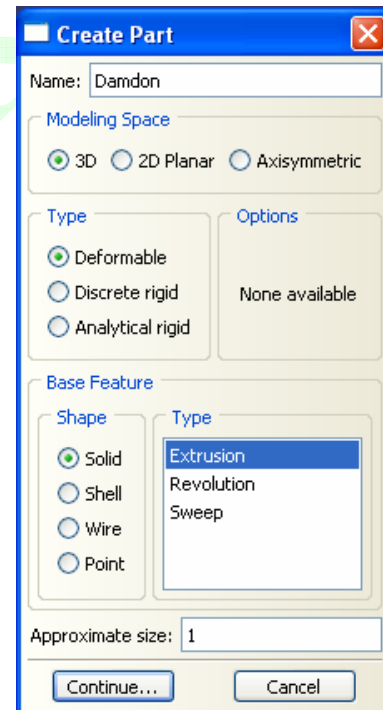 Create Part
Name: Damdon
Modeling Space
3D 2D Planar Axisymmetric
Type
Deformable
Discrete rigid
Analytical rigid
Options
None available
Base Feature
Shape
Solid
Shell
Wire
Point
Type
Extrusion
Revolution
Sweep
Approximate size: 1
Continue... Cancel